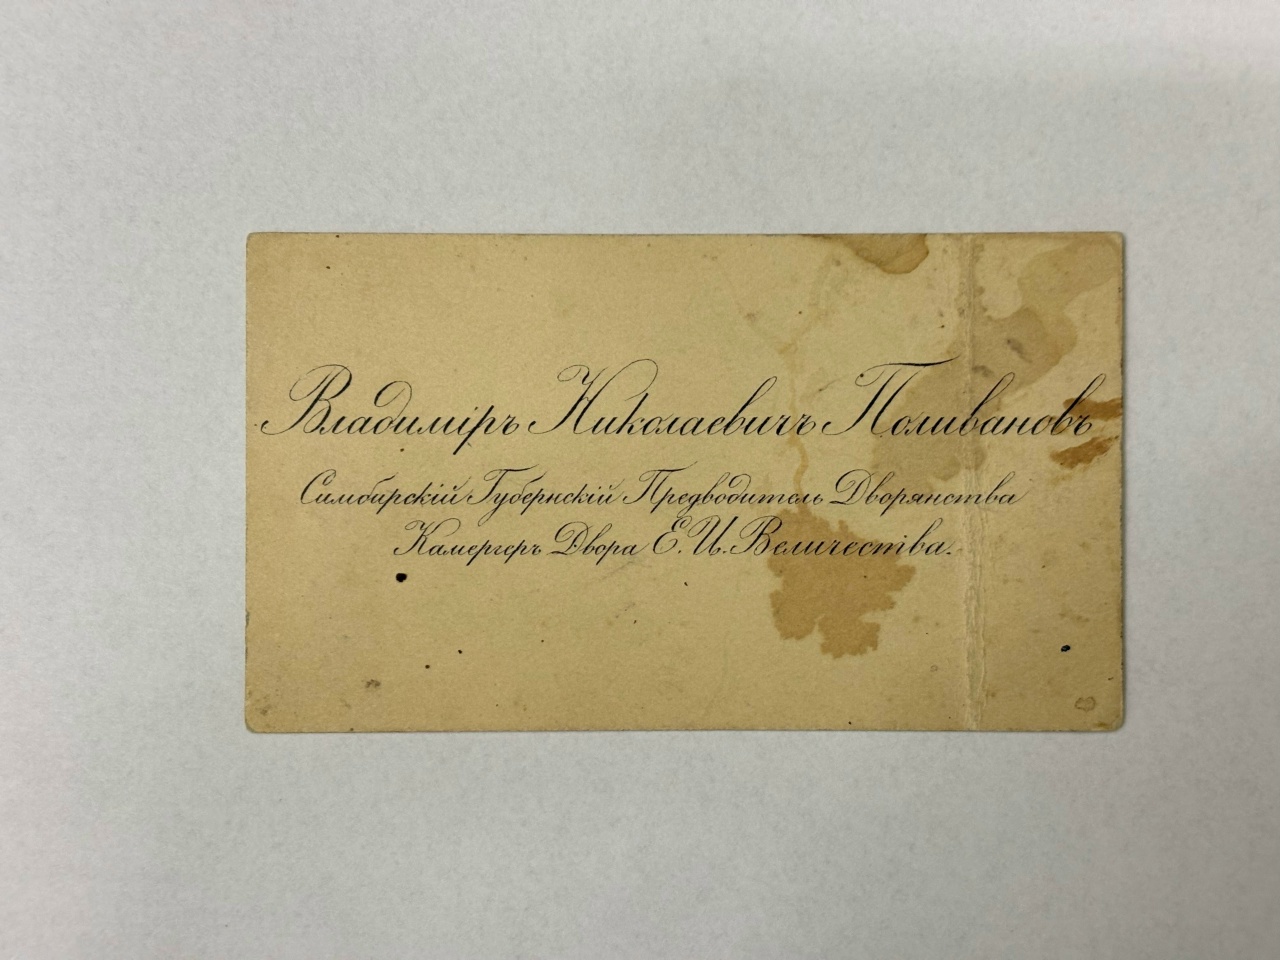 Владиміръ Николаевичъ Поливановъ
Симбирскій Губернскій Предводитель Дворянства
Камергеръ Двора Е. И. Величества.